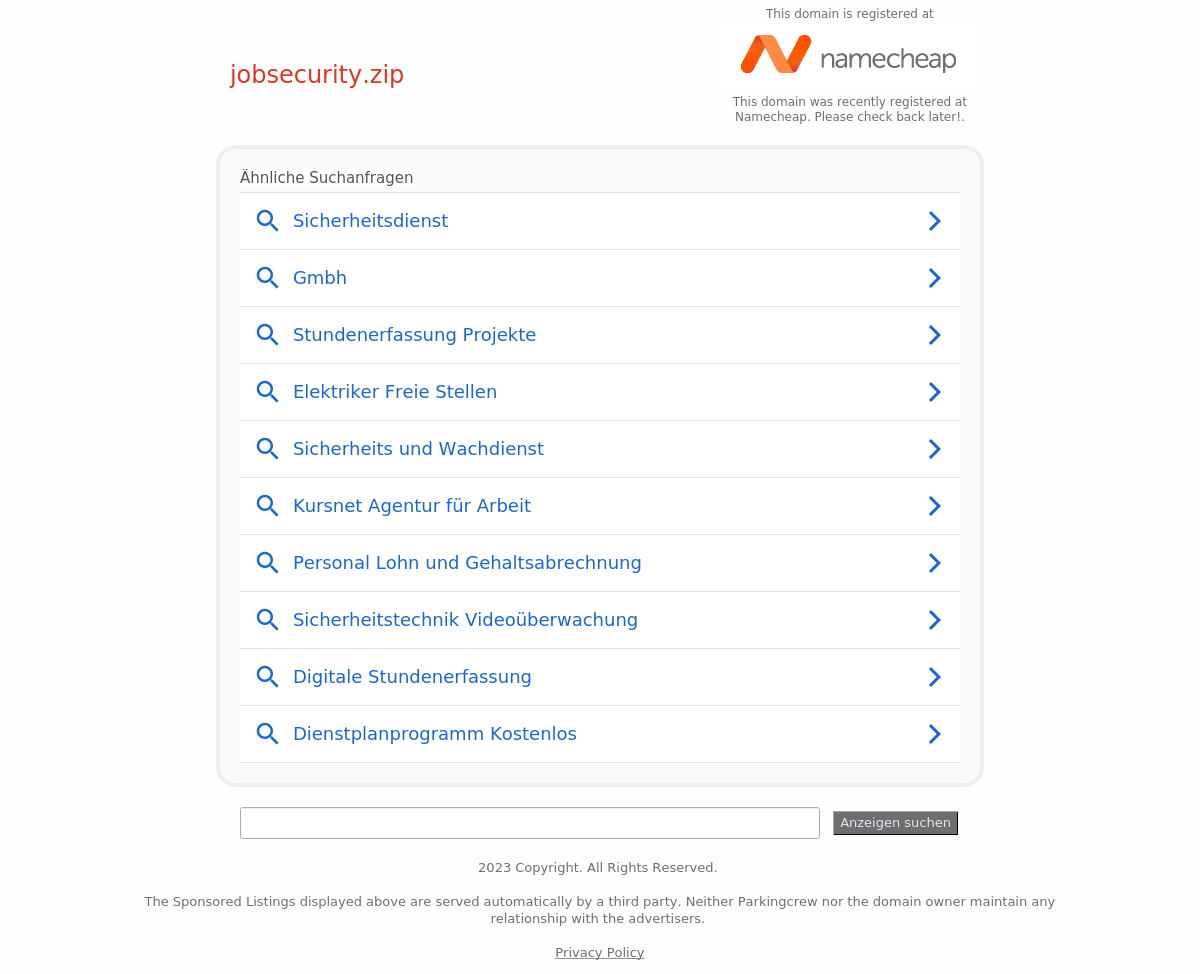 This domain is registered at
namecheap
jobsecurity.zip
This domain was recently registered at
Namecheap. Please check back later!.
Ähnliche Suchanfragen
Sicherheitsdienst
Gmbh
Stundenerfassung Projekte
Elektriker Freie Stellen
Sicherheits und Wachdienst
Kursnet Agentur für Arbeit
Personal Lohn und Gehaltsabrechnung
Sicherheitstechnik Videoüberwachung
Digitale Stundenerfassung
Dienstplanprogramm Kostenlos
Anzeigen suchen
2023 Copyright. All Rights Reserved.
The Sponsored Listings displayed above are served automatically by a third party. Neither Parkingcrew nor the domain owner maintain any
relationship with the advertisers.
Privacy Policy